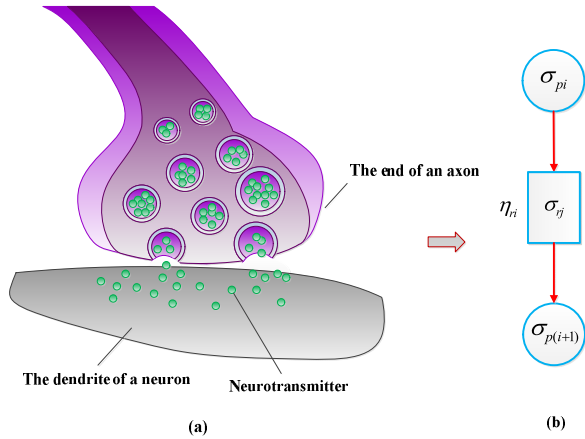 σpi
The end of an axon
ηri
σrj
σp(i+1)
The dendrite of a neuron
Neurotransmitter
(a)
(b)